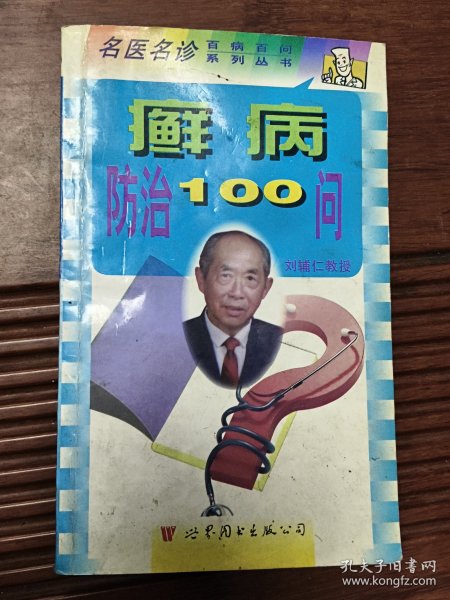 名医名诊 百病百问
系列丛书
癣病
防治100问
刘辅仁教授
世界图书出版公司
孔夫子旧书网
www.kongfz.com